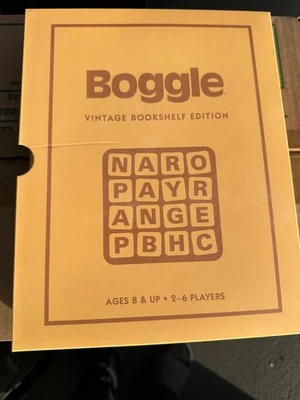 Boggle
VINTAGE BOOKSHELF EDITION
NARO
PAYR
ANGE
PBHC
AGES 8 & UP • 2-6 PLAYERS